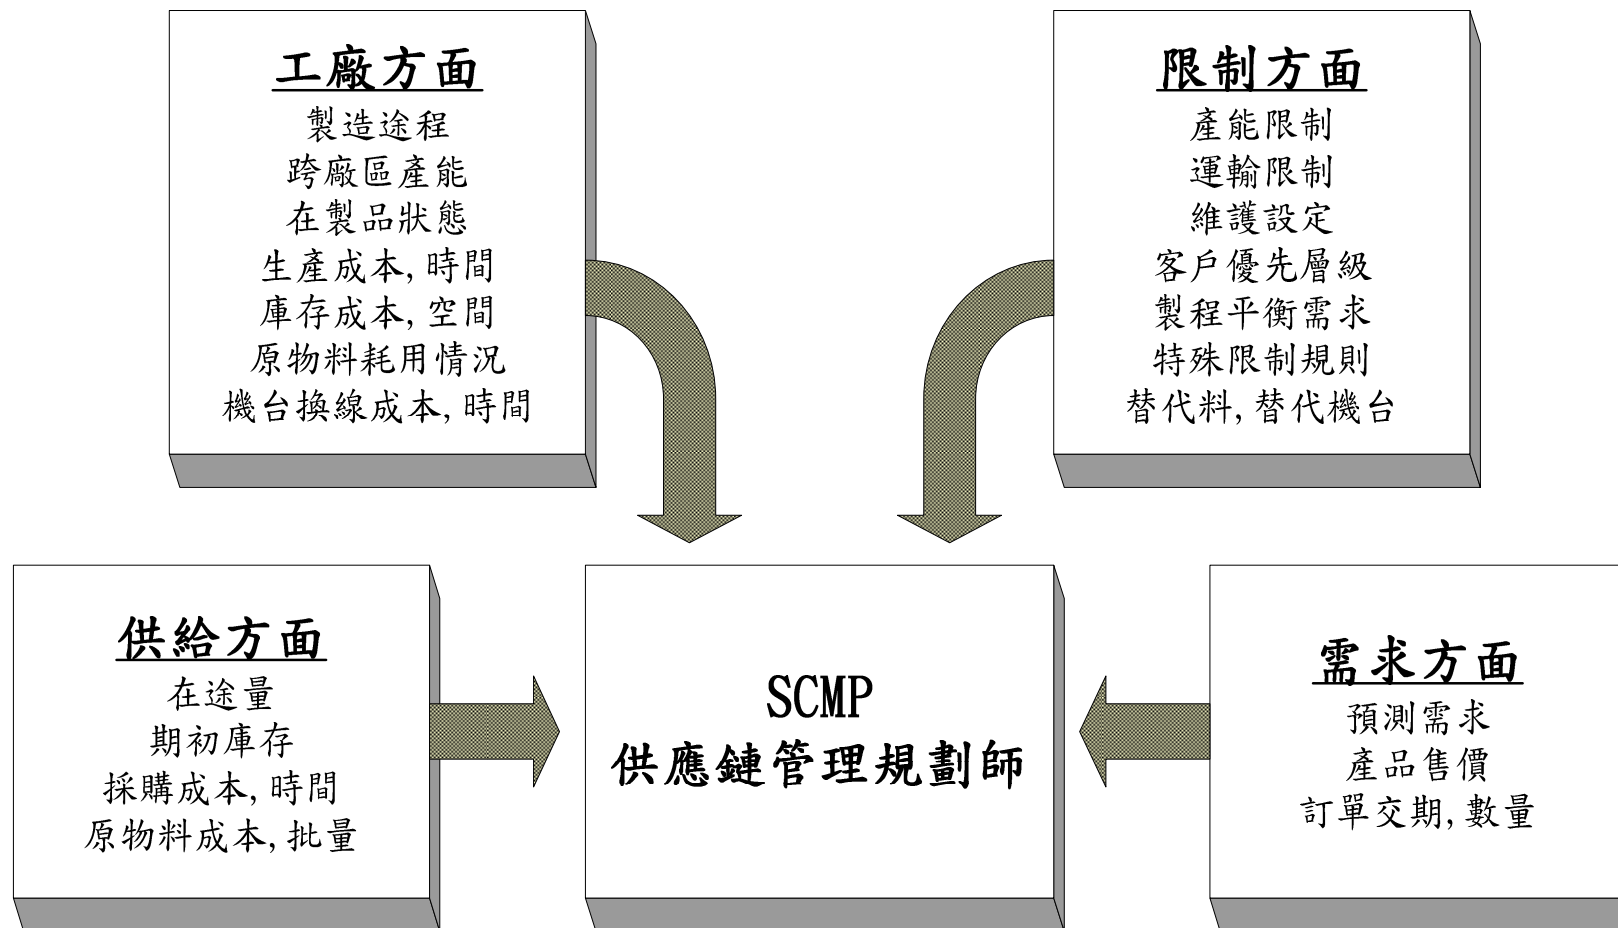 工廠方面
製造途程
跨廠區產能
在製品狀態
生產成本, 時間
庫存成本, 空間
原物料耗用情況
機台換線成本, 時間
限制方面
產能限制
運輸限制
維護設定
客戶優先層級
製程平衡需求
特殊限制規則
替代料, 替代機台
供給方面
在途量
期初庫存
採購成本, 時間
原物料成本, 批量
SCMP
供應鏈管理規劃師
需求方面
預測需求
產品售價
訂單交期, 數量